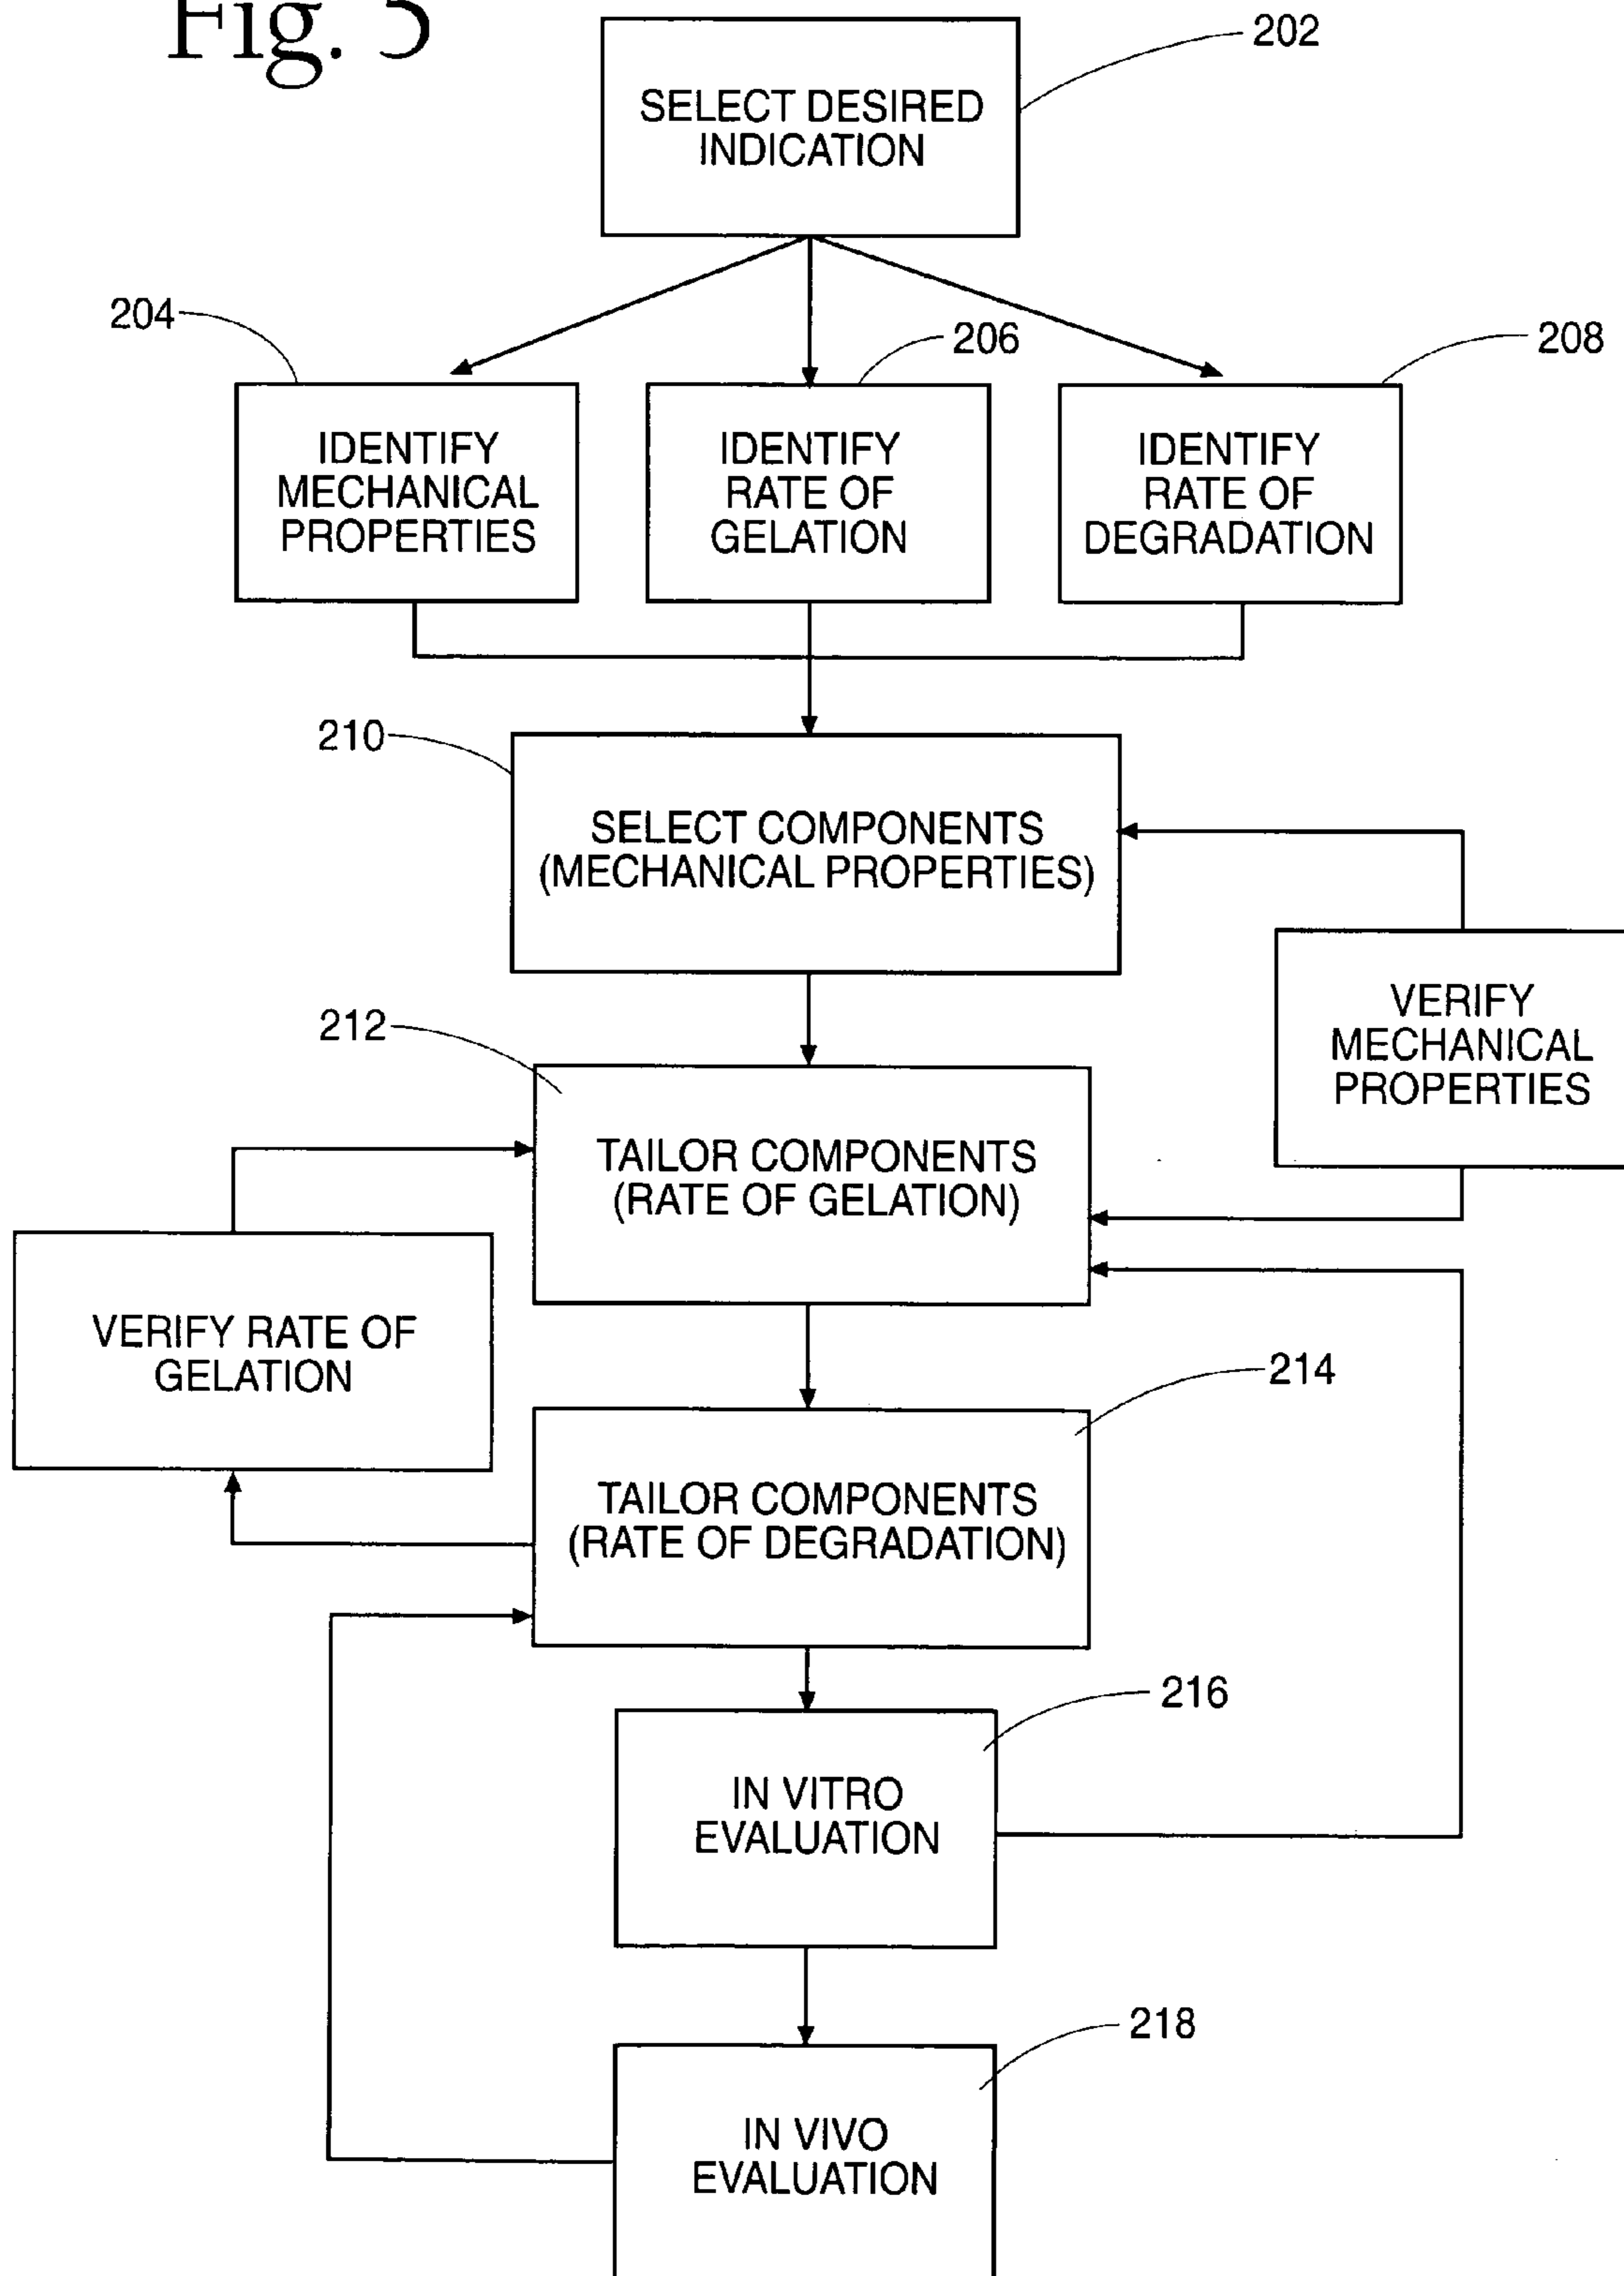 Fig. 5
202
SELECT DESIRED
INDICATION
204
206
208
IDENTIFY
MECHANICAL
PROPERTIES
IDENTIFY
RATE OF
GELATION
IDENTIFY
RATE OF
DEGRADATION
210
SELECT COMPONENTS
(MECHANICAL PROPERTIES)
VERIFY
MECHANICAL
PROPERTIES
212
TAILOR COMPONENTS
(RATE OF GELATION)
VERIFY RATE OF
GELATION
214
TAILOR COMPONENTS
(RATE OF DEGRADATION)
216
IN VITRO
EVALUATION
218
IN VIVO
EVALUATION